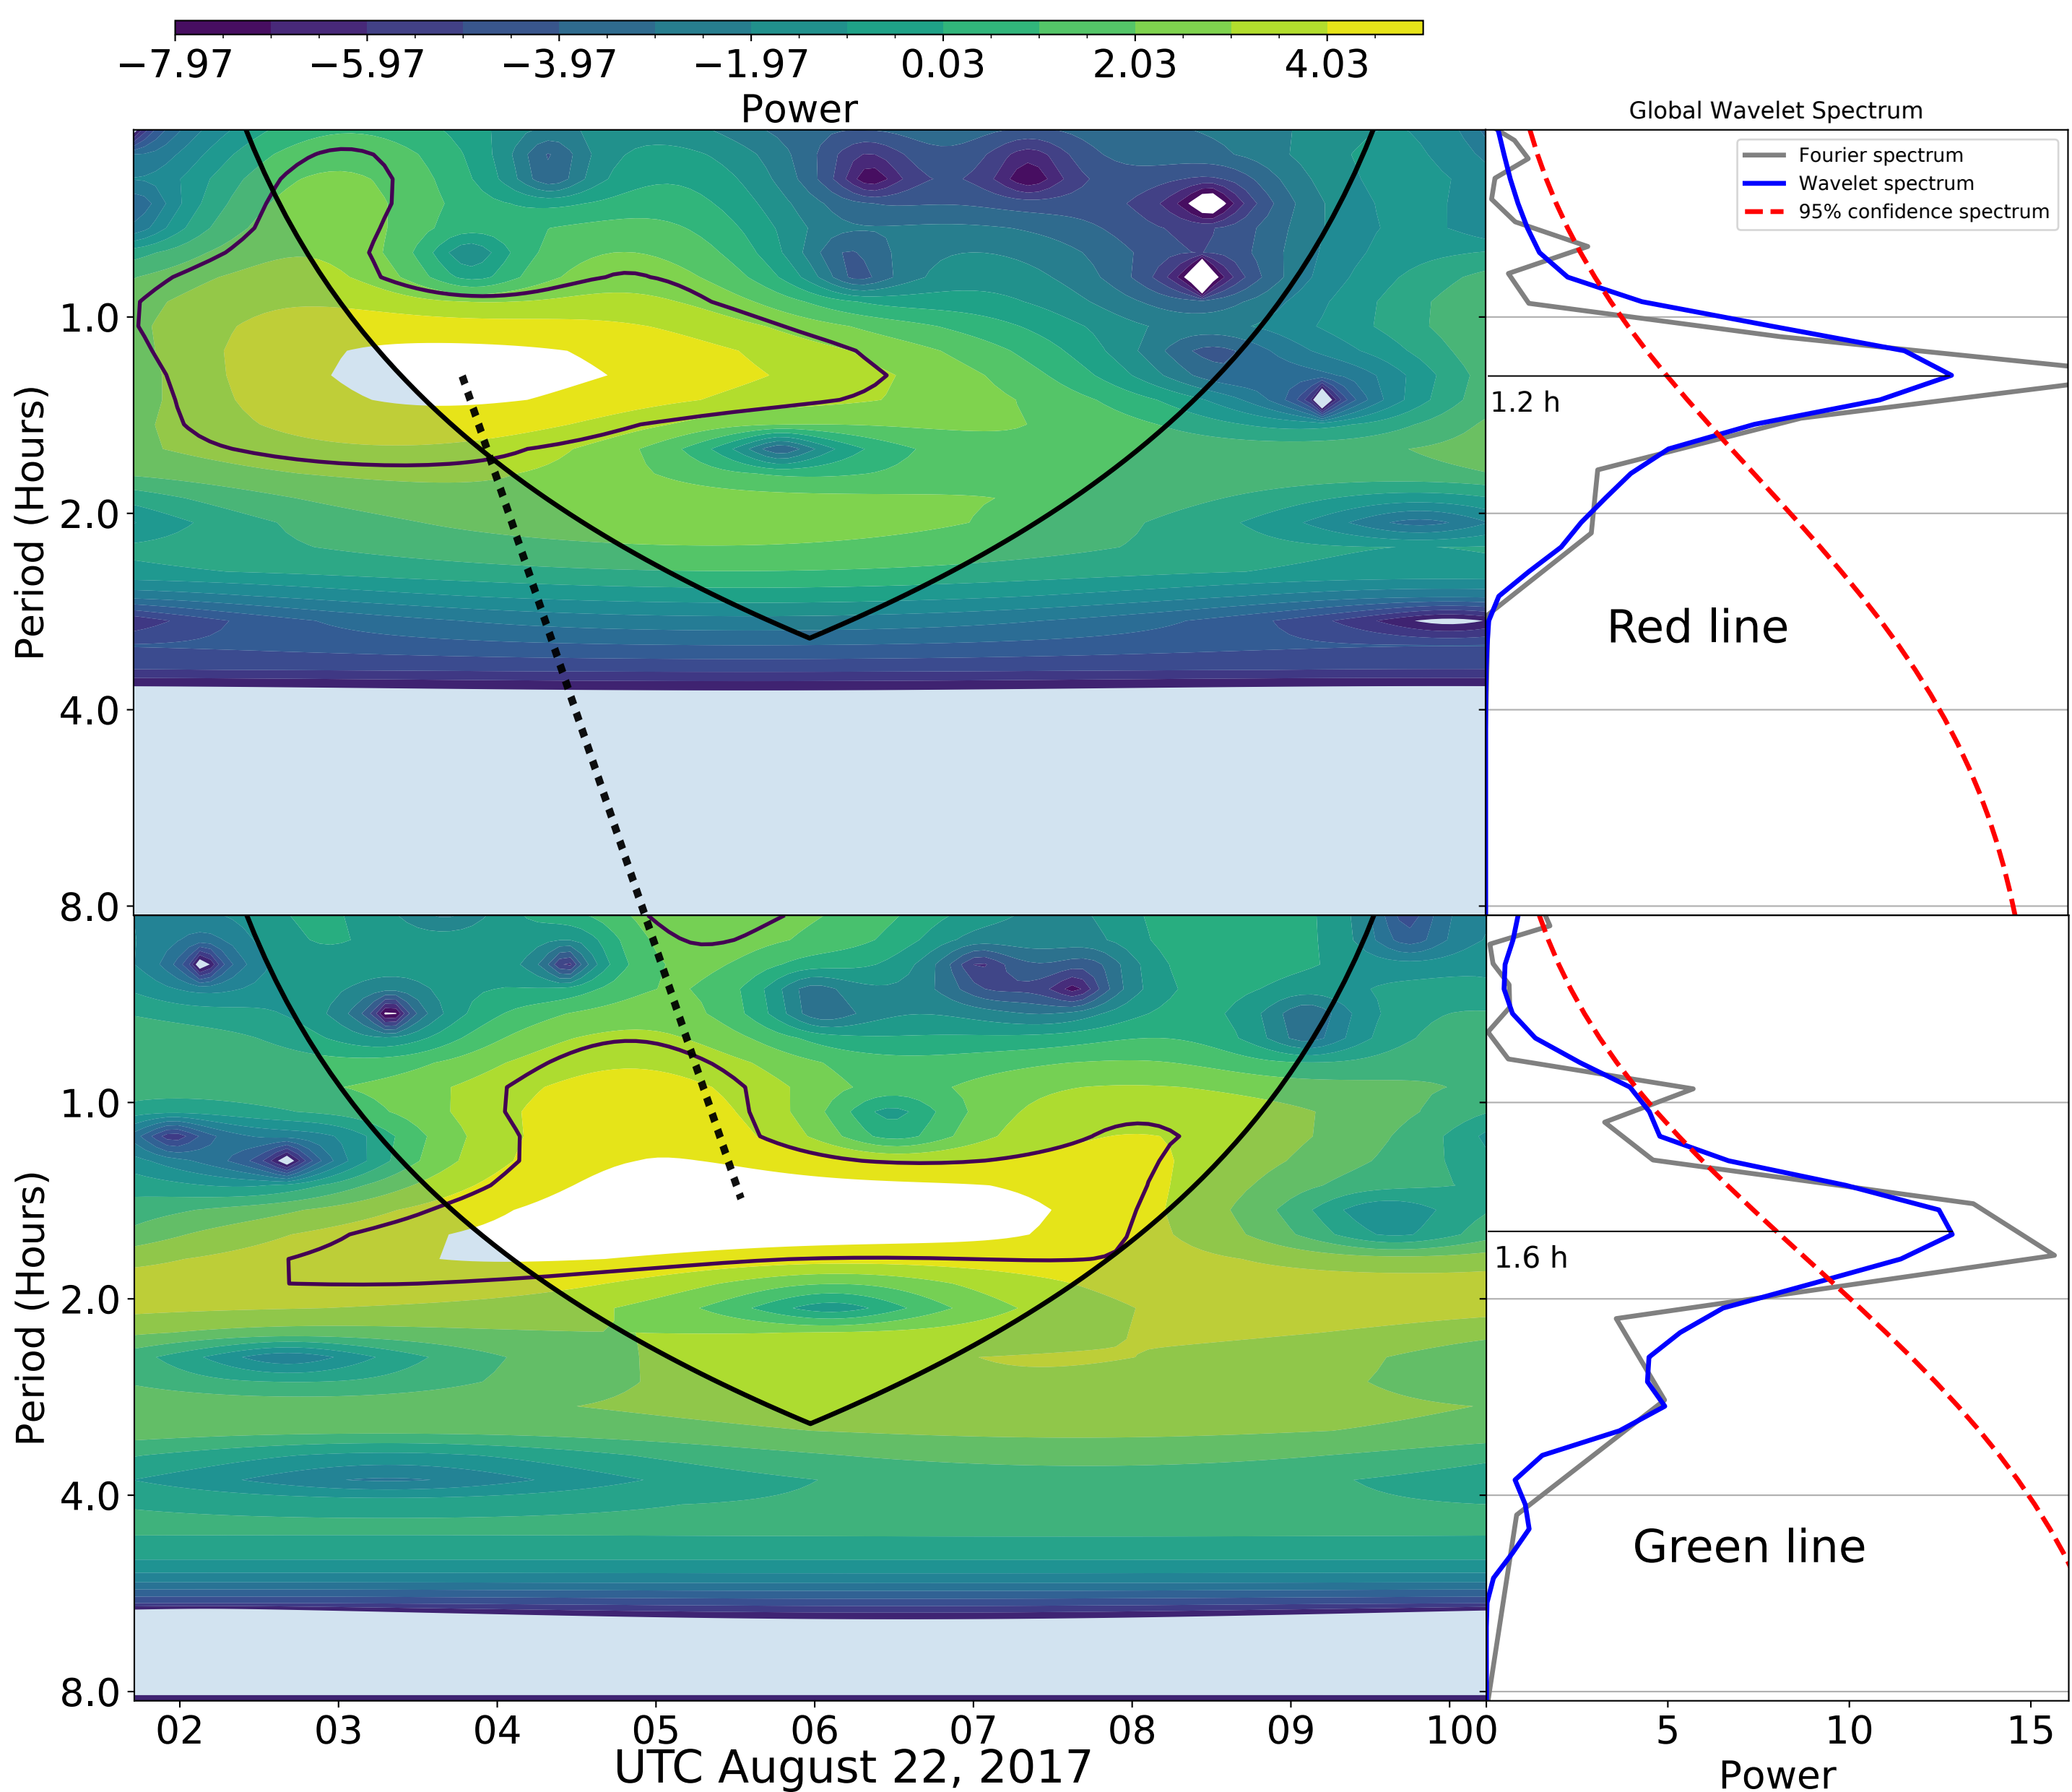 −7.97 −5.97 −3.97 −1.97 0.03 2.03 4.03
Power
Global Wavelet Spectrum
Fourier spectrum
Wavelet spectrum
95% confidence spectrum
Period (Hours)
1.0
2.0
4.0
8.0
1.2 h
Red line
Period (Hours)
1.0
2.0
4.0
8.0
1.6 h
Green line
02 03 04 05 06 07 08 09 10
0 5 10 15
UTC August 22, 2017
Power